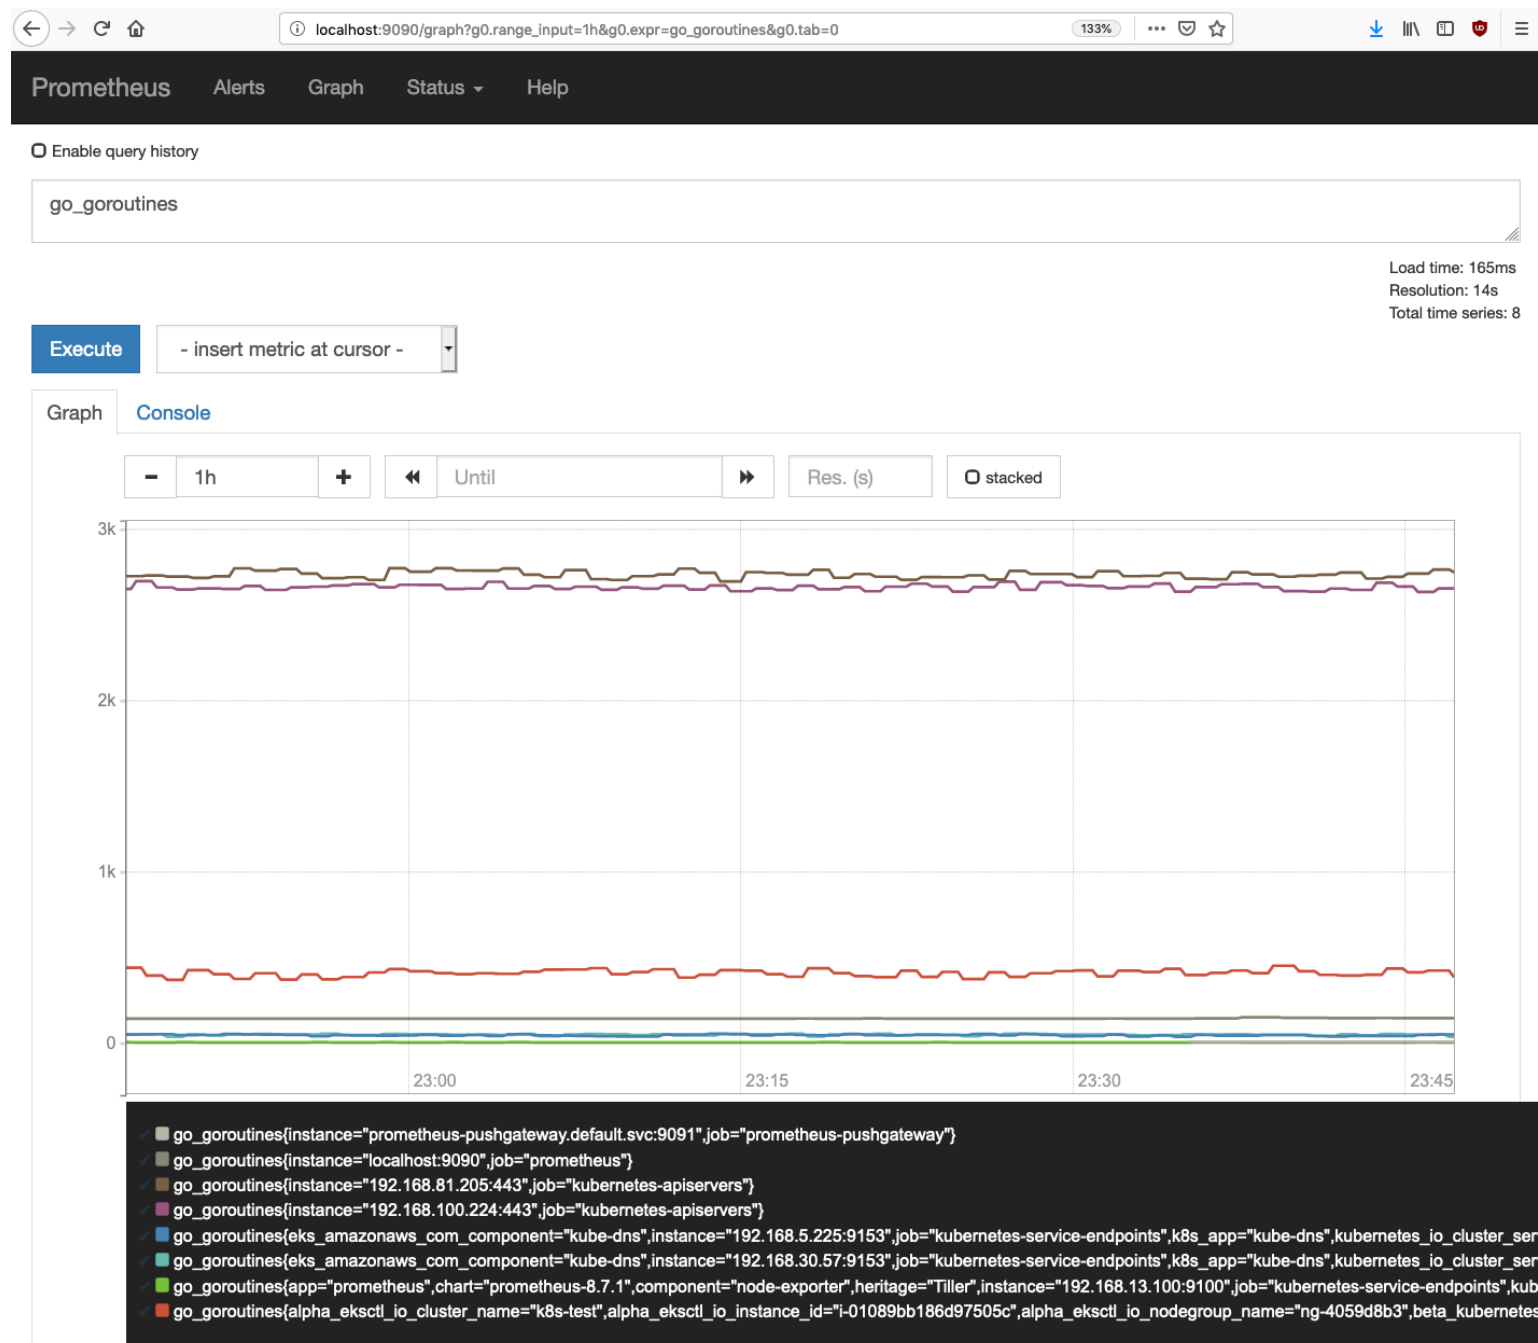 localhost:9090/graph?g0.range_input=1h&g0.expr=go_goroutines&g0.tab=0 133%
Prometheus Alerts Graph Status Help
Enable query history
go_goroutines
Load time: 165ms
Resolution: 14s
Total time series: 8
Execute - insert metric at cursor -
Graph Console
1h Until Res. (s) stacked
3k
2k
1k
0
23:00 23:15 23:30 23:45
go_goroutines{instance="prometheus-pushgateway.default.svc:9091",job="prometheus-pushgateway"}
go_goroutines{instance="localhost:9090",job="prometheus"}
go_goroutines{instance="192.168.81.205:443",job="kubernetes-apiservers"}
go_goroutines{instance="192.168.100.224:443",job="kubernetes-apiservers"}
go_goroutines{eks_amazonaws_com_component="kube-dns",instance="192.168.5.225:9153",job="kubernetes-service-endpoints",k8s_app="kube-dns",kubernetes_io_cluster_ser
go_goroutines{eks_amazonaws_com_component="kube-dns",instance="192.168.30.57:9153",job="kubernetes-service-endpoints",k8s_app="kube-dns",kubernetes_io_cluster_ser
go_goroutines{app="prometheus",chart="prometheus-8.7.1",component="node-exporter",heritage="Tiller",instance="192.168.13.100:9100",job="kubernetes-service-endpoints",kub
go_goroutines{alpha_eksctl_io_cluster_name="k8s-test",alpha_eksctl_io_instance_id="i-01089bb186d97505c",alpha_eksctl_io_nodegroup_name="ng-4059d8b3",beta_kubernetes